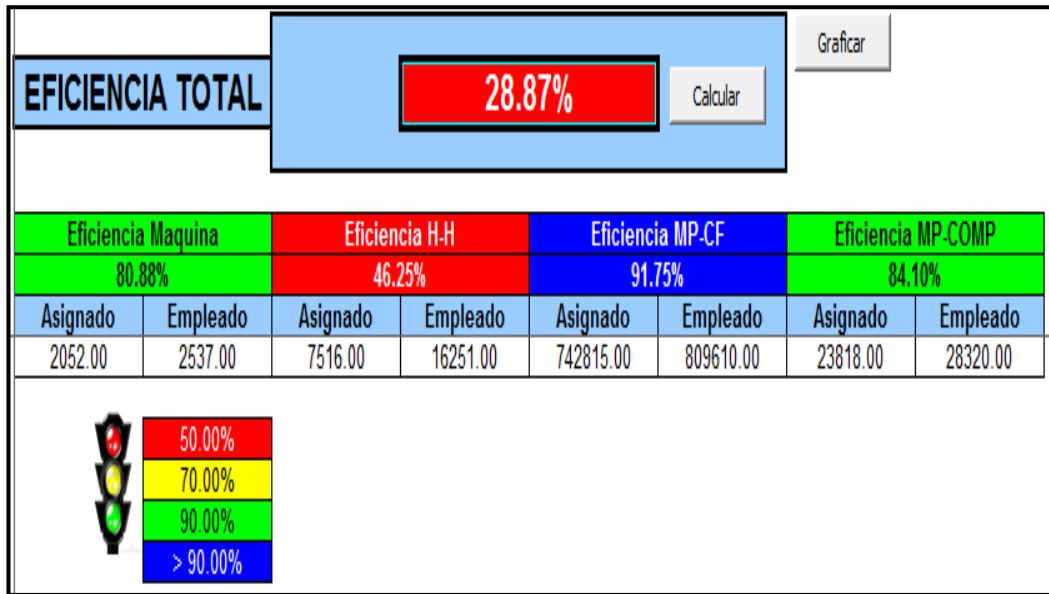 Graficar
EFICIENCIA TOTAL 28.87% Calcular
Eficiencia Maquina Eficiencia H-H Eficiencia MP-CF Eficiencia MP-COMP
80.88% 46.25% 91.75% 84.10%
Asignado Empleado Asignado Empleado Asignado Empleado Asignado Empleado
2052.00 2537.00 7516.00 16251.00 742815.00 809610.00 23818.00 28320.00
50.00%
70.00%
90.00%
> 90.00%